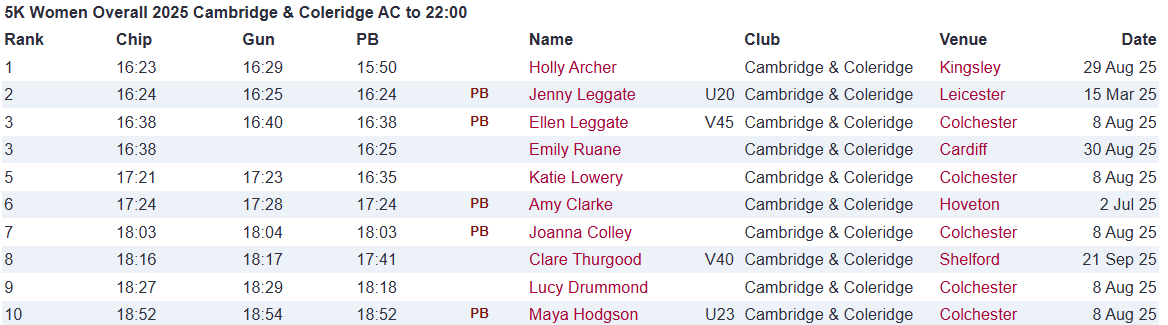 5K Women Overall 2025 Cambridge & Coleridge AC to 22:00
Rank Chip Gun PB Name Club Venue Date
1 16:23 16:29 15:50 Holly Archer Cambridge & Coleridge Kingsley 29 Aug 25
2 16:24 16:25 16:24 PB Jenny Leggate U20 Cambridge & Coleridge Leicester 15 Mar 25
3 16:38 16:40 16:38 PB Ellen Leggate V45 Cambridge & Coleridge Colchester 8 Aug 25
3 16:38 16:25 Emily Ruane Cambridge & Coleridge Cardiff 30 Aug 25
5 17:21 17:23 16:35 Katie Lowery Cambridge & Coleridge Colchester 8 Aug 25
6 17:24 17:28 17:24 PB Amy Clarke Cambridge & Coleridge Hoveton 2 Jul 25
7 18:03 18:04 18:03 PB Joanna Colley Cambridge & Coleridge Colchester 8 Aug 25
8 18:16 18:17 17:41 Clare Thurgood V40 Cambridge & Coleridge Shelford 21 Sep 25
9 18:27 18:29 18:18 Lucy Drummond Cambridge & Coleridge Colchester 8 Aug 25
10 18:52 18:54 18:52 PB Maya Hodgson U23 Cambridge & Coleridge Colchester 8 Aug 25